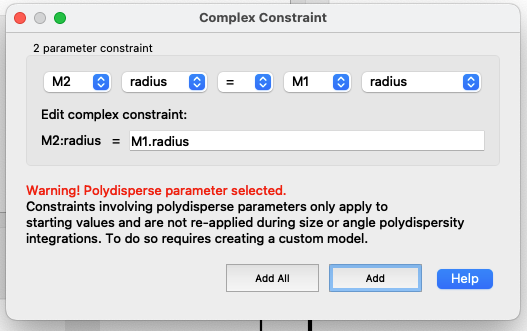 Complex Constraint
2 parameter constraint
M2 radius = M1 radius
Edit complex constraint:
M2:radius = M1.radius
Warning! Polydisperse parameter selected.
Constraints involving polydisperse parameters only apply to
starting values and are not re-applied during size or angle polydispersity
integrations. To do so requires creating a custom model.
Add All Add Help